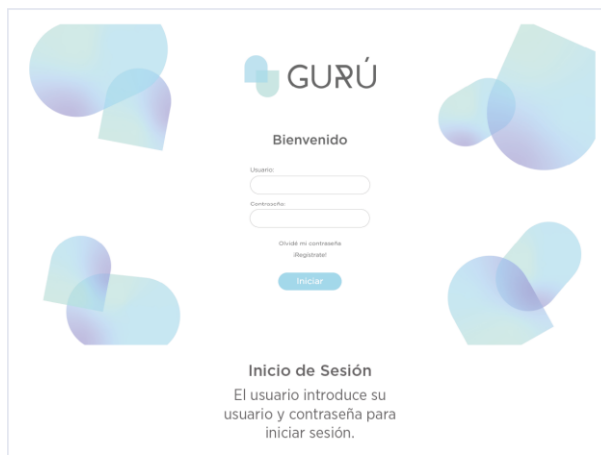 GURÚ
Bienvenido
Usuario:
Contraseña:
Olvidé mi contraseña
¡Regístrate!
Iniciar
Inicio de Sesión
El usuario introduce su
usuario y contraseña para
iniciar sesión.